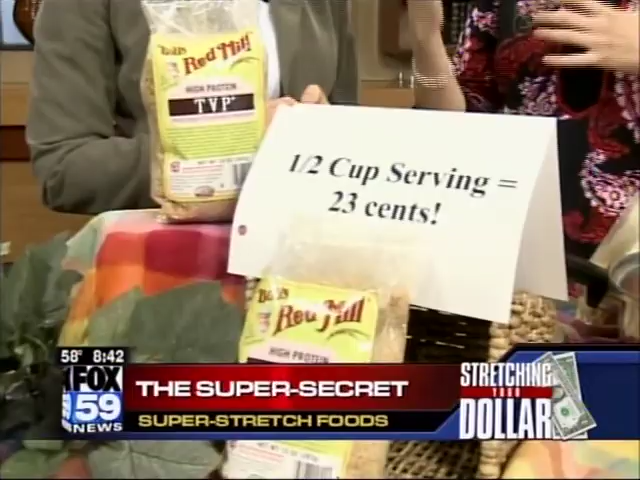 Bob's
Red Mill
HIGH PROTEIN
TVP
1/2 Cup Serving =
23 cents!
Bob's
Red Mill
HIGH PROTEIN
58° 8:42
FOX
59
NEWS
THE SUPER-SECRET
SUPER-STRETCH FOODS
STRETCHING
YOUR
DOLLAR